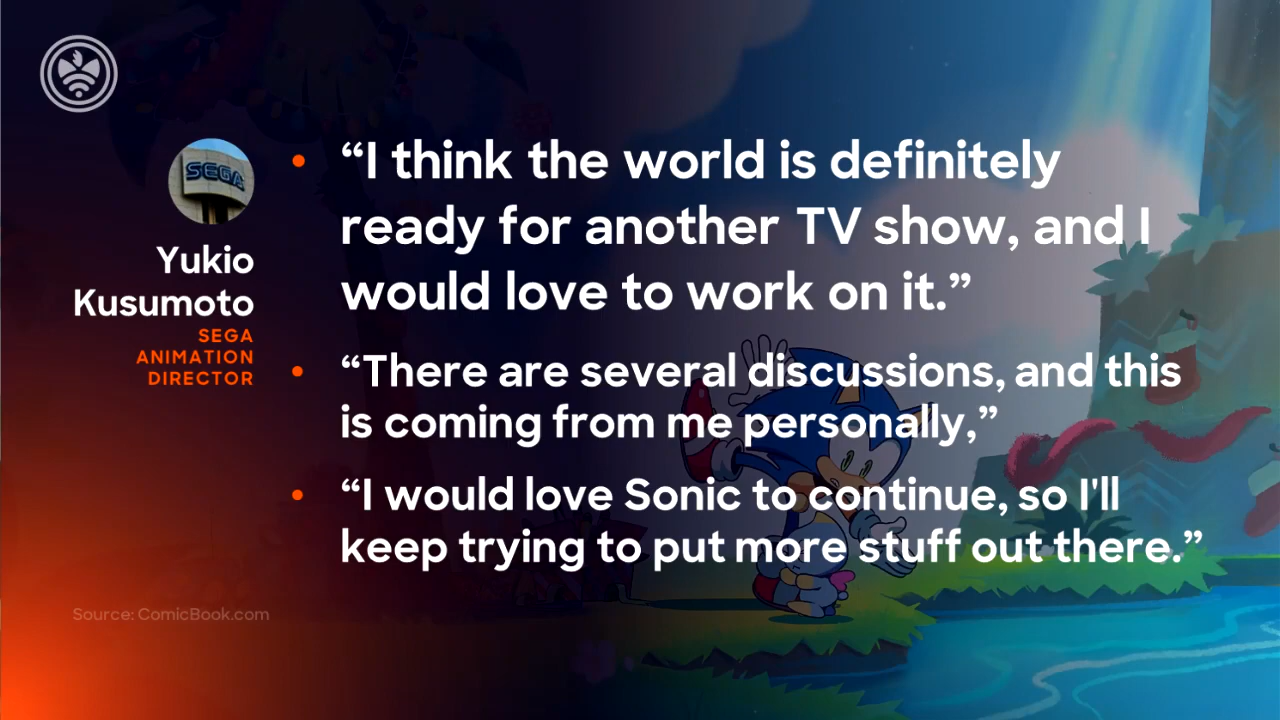 SEGA
Yukio
Kusumoto
SEGA
ANIMATION
DIRECTOR
• “I think the world is definitely
ready for another TV show, and I
would love to work on it.”
• “There are several discussions, and this
is coming from me personally,”
• “I would love Sonic to continue, so I'll
keep trying to put more stuff out there.”
Source: ComicBook.com